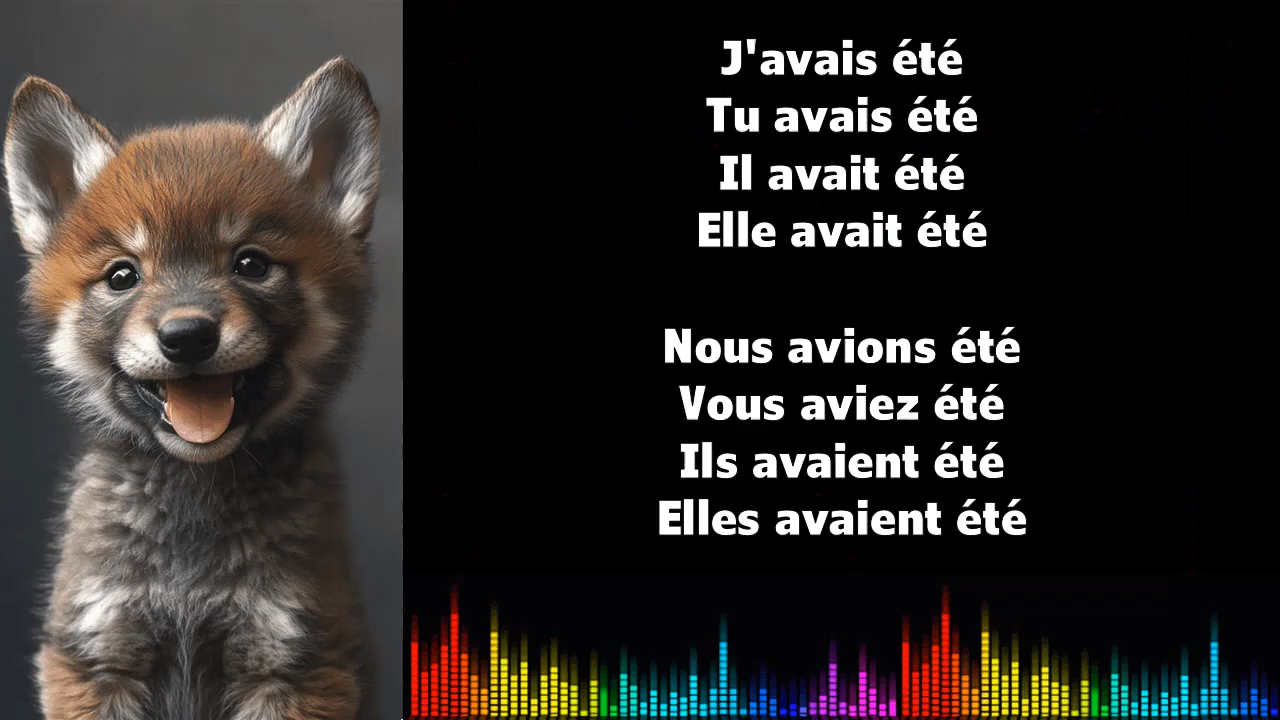 J'avais été
Tu avais été
Il avait été
Elle avait été
Nous avions été
Vous aviez été
Ils avaient été
Elles avaient été